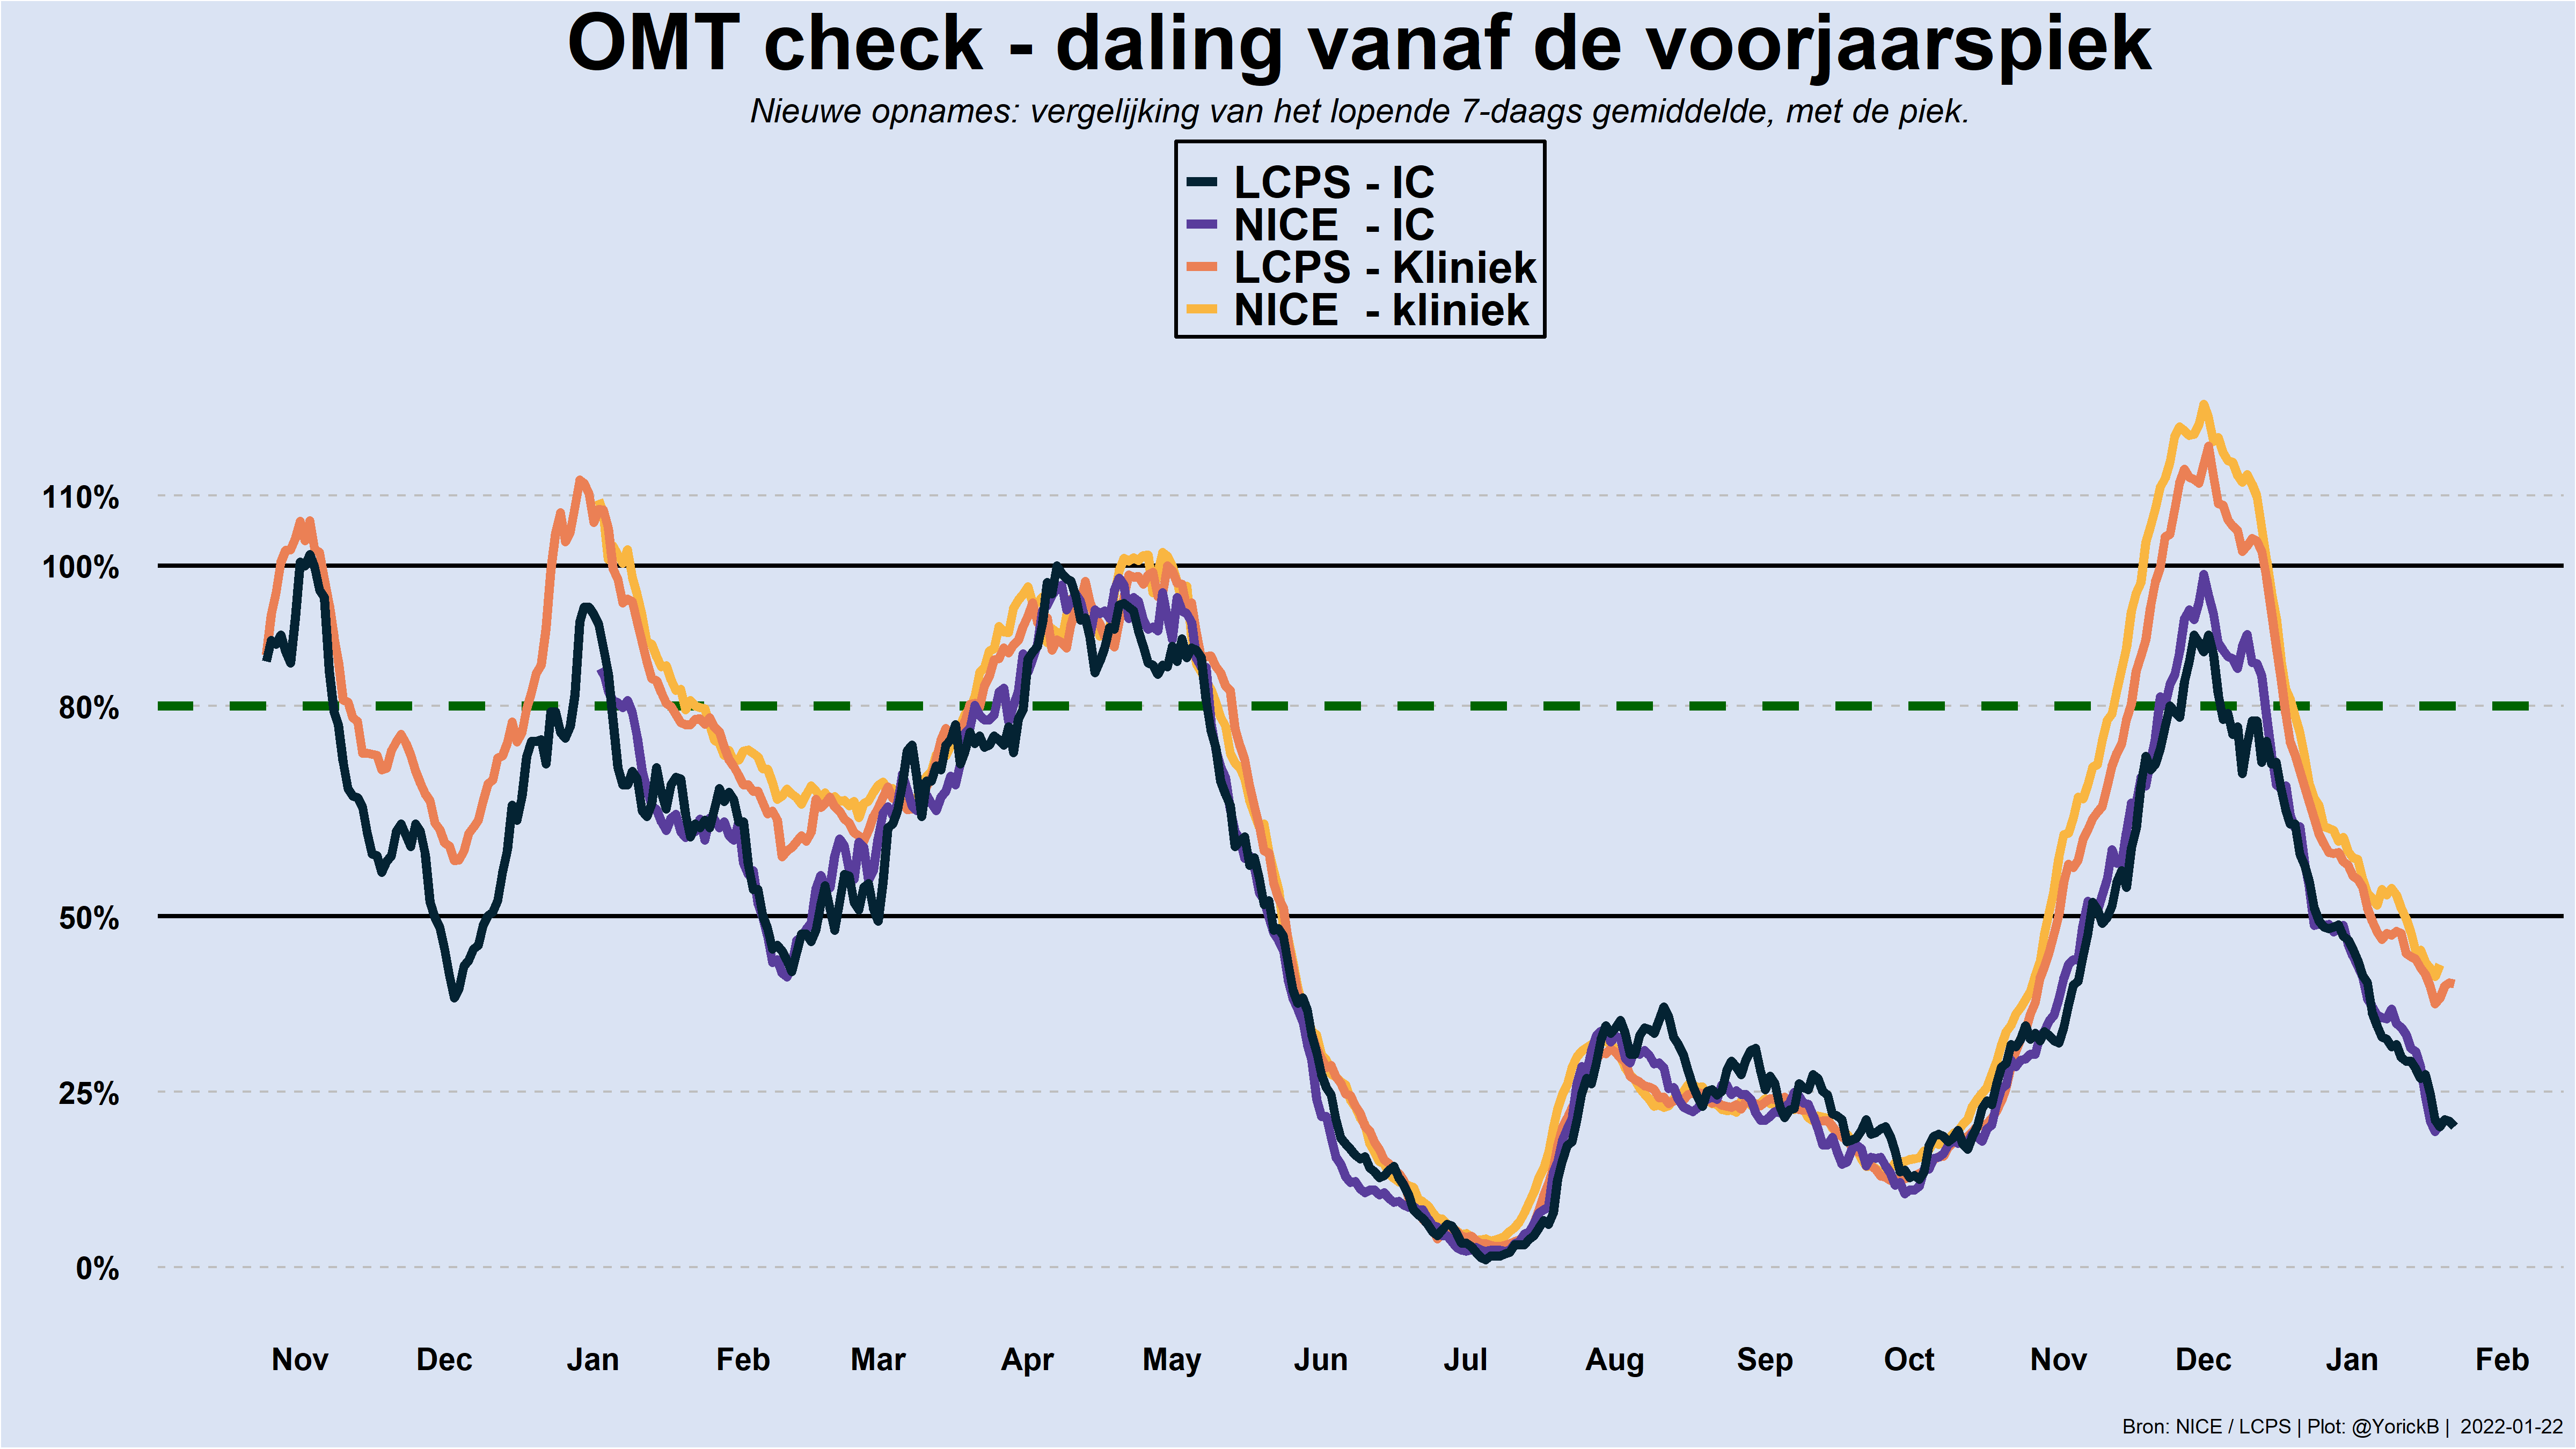 OMT check - daling vanaf de voorjaarspiek
Nieuwe opnames: vergelijking van het lopende 7-daags gemiddelde, met de piek.
LCPS - IC
NICE - IC
LCPS - Kliniek
NICE - kliniek
110%
100%
80%
50%
25%
0%
Nov Dec Jan Feb Mar Apr May Jun Jul Aug Sep Oct Nov Dec Jan Feb
Bron: NICE / LCPS | Plot: @YorickB | 2022-01-22